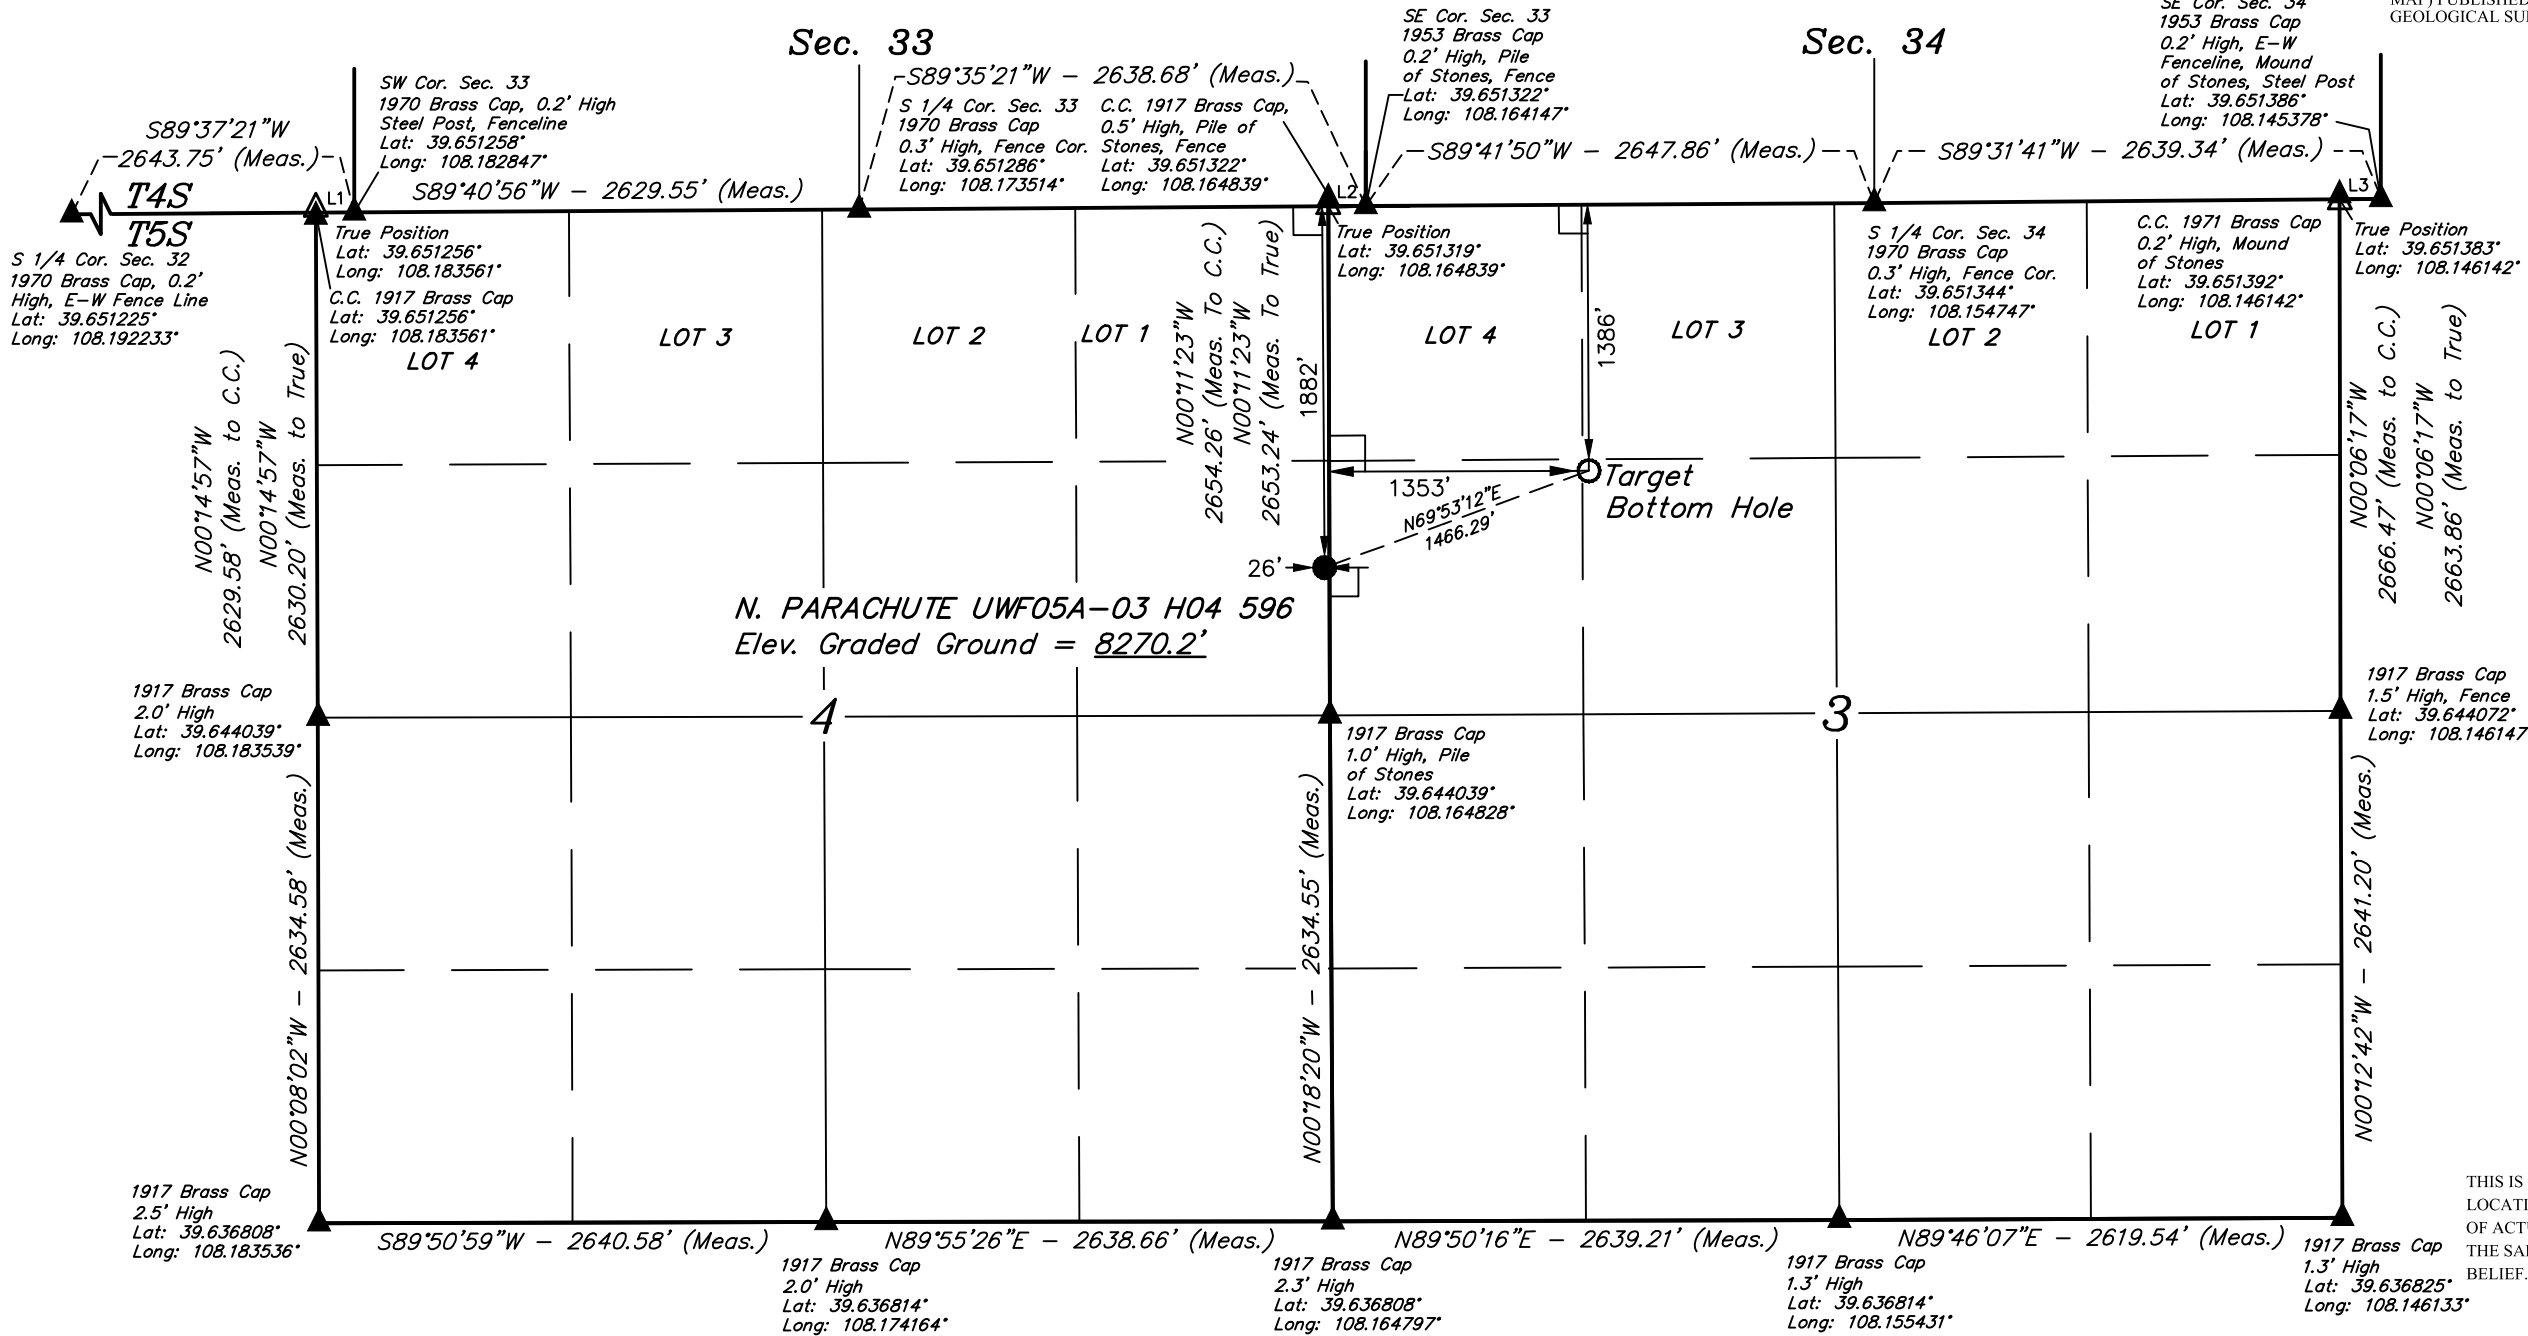 MAP) PUBLISHED
GEOLOGICAL SU
Sec. 33
Sec. 34
SE Cor. Sec. 33
1953 Brass Cap
0.2' High, Pile
of Stones, Fence
Lat: 39.651322°
Long: 108.164147°
SE Cor. Sec. 34
1953 Brass Cap
0.2' High, E-W
Fenceline, Mound
of Stones, Steel Post
Lat: 39.651386°
Long: 108.145378°
SW Cor. Sec. 33
1970 Brass Cap, 0.2' High
Steel Post, Fenceline
Lat: 39.651258°
Long: 108.182847°
S89°35'21"W - 2638.68' (Meas.)
S 1/4 Cor. Sec. 33
1970 Brass Cap
0.3' High, Fence Cor.
Lat: 39.651286°
Long: 108.173514°
C.C. 1917 Brass Cap,
0.5' High, Pile of
Stones, Fence
Lat: 39.651322°
Long: 108.164839°
S89°37'21"W
2643.75' (Meas.)
S89°40'56"W - 2629.55' (Meas.)
S89°41'50"W - 2647.86' (Meas.)
S89°31'41"W - 2639.34' (Meas.)
T4S
T5S
L1
L2
L3
S 1/4 Cor. Sec. 32
1970 Brass Cap, 0.2'
High, E-W Fence Line
Lat: 39.651225°
Long: 108.192233°
True Position
Lat: 39.651256°
Long: 108.183561°
C.C. 1917 Brass Cap
Lat: 39.651256°
Long: 108.183561°
True Position
Lat: 39.651319°
Long: 108.164839°
S 1/4 Cor. Sec. 34
1970 Brass Cap
0.3' High, Fence Cor.
Lat: 39.651344°
Long: 108.154747°
C.C. 1971 Brass Cap
0.2' High, Mound
of Stones
Lat: 39.651392°
Long: 108.146142°
True Position
Lat: 39.651383°
Long: 108.146142°
LOT 4
LOT 3
LOT 2
LOT 1
LOT 4
LOT 3
LOT 2
LOT 1
N00°14'57"W
2629.58' (Meas. to C.C.)
N00°14'57"W
2630.20' (Meas. to True)
N00°11'23"W
2654.26' (Meas. To C.C.)
N00°11'23"W
2653.24' (Meas. To True)
1882'
1386'
N00°06'17"W
2666.47' (Meas. to C.C.)
N00°06'17"W
2663.86' (Meas. to True)
Target
Bottom Hole
1353'
N69°53'12"E
1466.29'
26'
N. PARACHUTE UWF05A-03 H04 596
Elev. Graded Ground = 8270.2'
1917 Brass Cap
2.0' High
Lat: 39.644039°
Long: 108.183539°
4
1917 Brass Cap
1.0' High, Pile
of Stones
Lat: 39.644039°
Long: 108.164828°
3
1917 Brass Cap
1.5' High, Fence
Lat: 39.644072°
Long: 108.146147
N00°08'02"W - 2634.58' (Meas.)
N00°18'20"W - 2634.55' (Meas.)
N00°12'42"W - 2641.20' (Meas.)
1917 Brass Cap
2.5' High
Lat: 39.636808°
Long: 108.183536°
S89°50'59"W - 2640.58' (Meas.)
N89°55'26"E - 2638.66' (Meas.)
N89°50'16"E - 2639.21' (Meas.)
N89°46'07"E - 2619.54' (Meas.)
1917 Brass Cap
2.0' High
Lat: 39.636814°
Long: 108.174164°
1917 Brass Cap
2.3' High
Lat: 39.636808°
Long: 108.164797°
1917 Brass Cap
1.3' High
Lat: 39.636814°
Long: 108.155431°
1917 Brass Cap
1.3' High
Lat: 39.636825°
Long: 108.146133°
THIS IS
LOCATI
OF ACTU
THE SA
BELIEF.